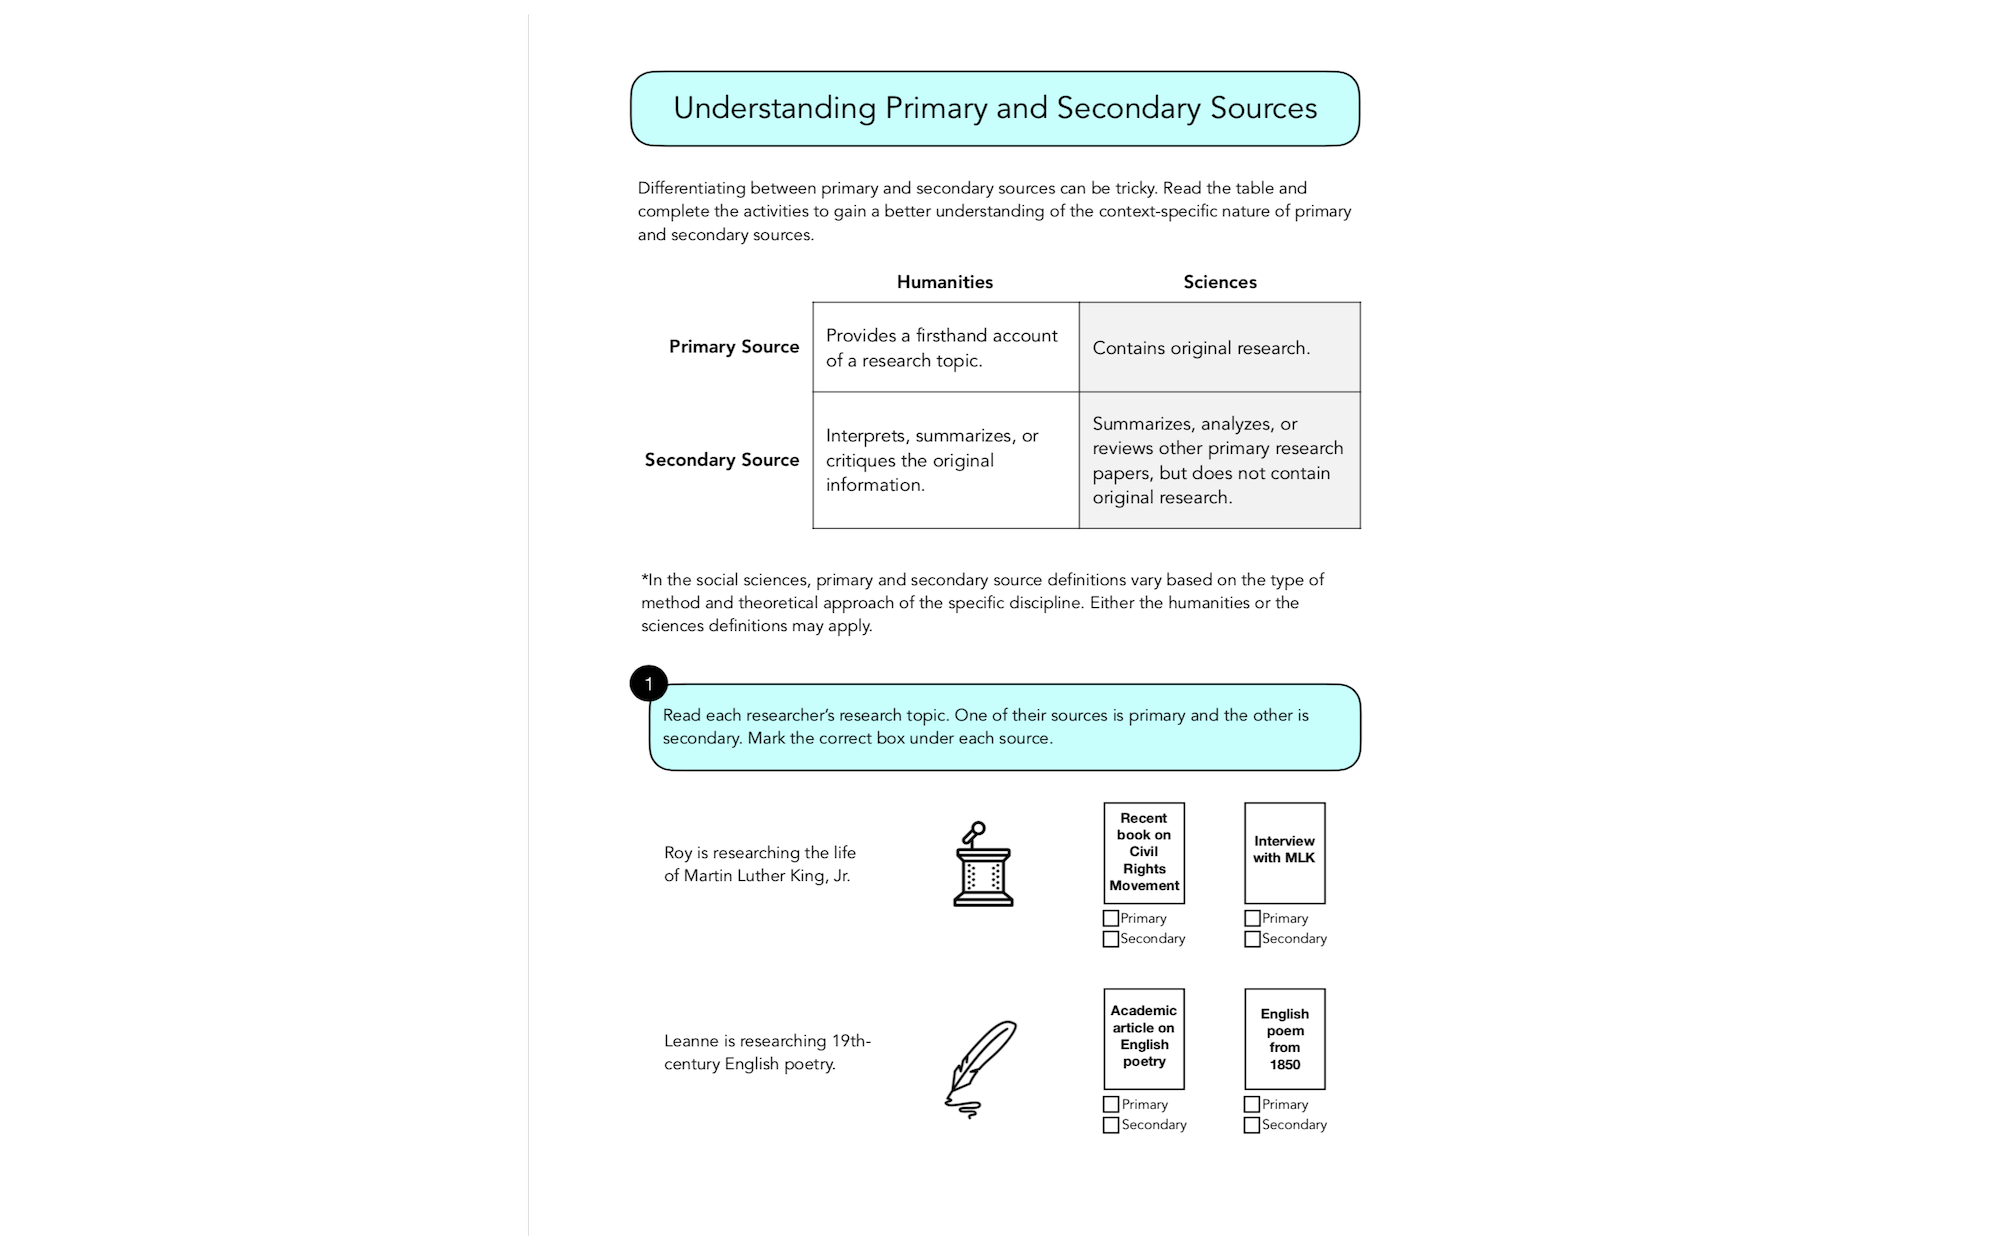 Understanding Primary and Secondary Sources
Differentiating between primary and secondary sources can be tricky. Read the table and
complete the activities to gain a better understanding of the context-specific nature of primary
and secondary sources.
Humanities
Sciences
Primary Source
Provides a firsthand account
of a research topic.
Contains original research.
Secondary Source
Interprets, summarizes, or
critiques the original
information.
Summarizes, analyzes, or
reviews other primary research
papers, but does not contain
original research.
*In the social sciences, primary and secondary source definitions vary based on the type of
method and theoretical approach of the specific discipline. Either the humanities or the
sciences definitions may apply.
1
Read each researcher’s research topic. One of their sources is primary and the other is
secondary. Mark the correct box under each source.
Roy is researching the life
of Martin Luther King, Jr.
Recent
book on
Civil
Rights
Movement
Primary
Secondary
Interview
with MLK
Primary
Secondary
Leanne is researching 19th-
century English poetry.
Academic
article on
English
poetry
Primary
Secondary
English
poem
from
1850
Primary
Secondary